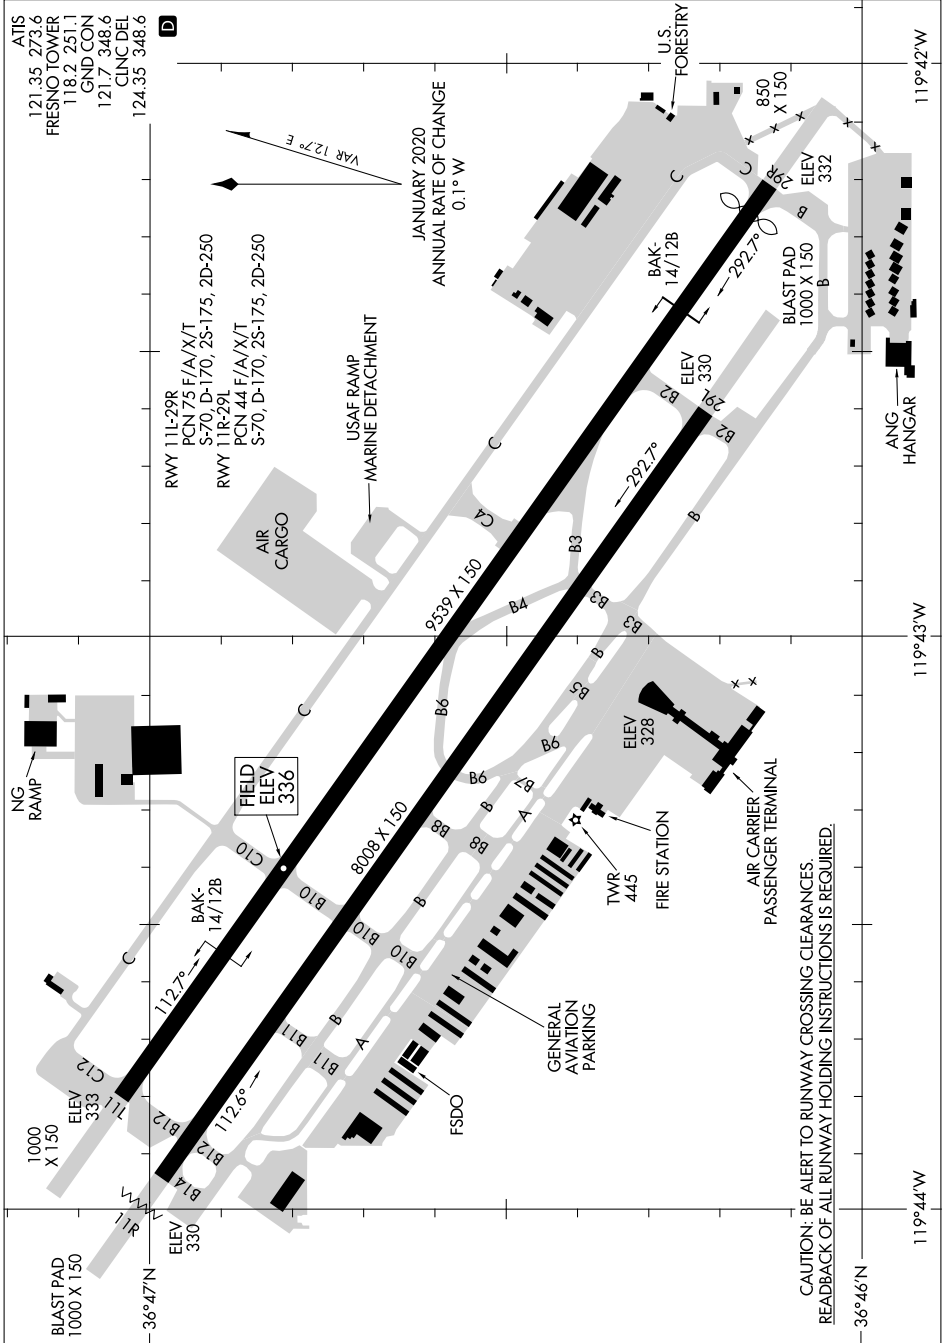 ATIS
121.35 273.6
FRESNO TOWER
118.2 251.1
GND CON
121.7 348.6
CLNC DEL
124.35 348.6
D
VAR 12.7° E
JANUARY 2020
ANNUAL RATE OF CHANGE
0.1° W
RWY 11L-29R
PCN 75 F/A/X/T
S-70, D-170, 2S-175, 2D-250
RWY 11R-29L
PCN 44 F/A/X/T
S-70, D-170, 2S-175, 2D-250
NG
RAMP
AIR
CARGO
USAF RAMP
MARINE DETACHMENT
U.S.
FORESTRY
850
X 150
ELEV
332
29R
C
C
B
B
BLAST PAD
1000 X 150
BAK-
14/12B
292.7°
ELEV
330
29L
B2
B2
292.7°
ANG
HANGAR
C
C4
B
B3
B3
B3
B4
9539 X 150
B
B5
B6
B6
B6
B7
C
FIELD
ELEV
336
C10
B10
B10
B10
8008 X 150
B8
B8
B
A
B
ELEV
328
AIR CARRIER
PASSENGER TERMINAL
TWR
445
FIRE STATION
GENERAL
AVIATION
PARKING
FSDO
BAK-
14/12B
112.7°
C
C12
ELEV
333
11L
1000
X 150
B11
B11
B
A
112.6°
B12
B12
B14
11R
ELEV
330
BLAST PAD
1000 X 150
CAUTION: BE ALERT TO RUNWAY CROSSING CLEARANCES.
READBACK OF ALL RUNWAY HOLDING INSTRUCTIONS IS REQUIRED.
36°47'N
36°46'N
119°44'W
119°43'W
119°42'W